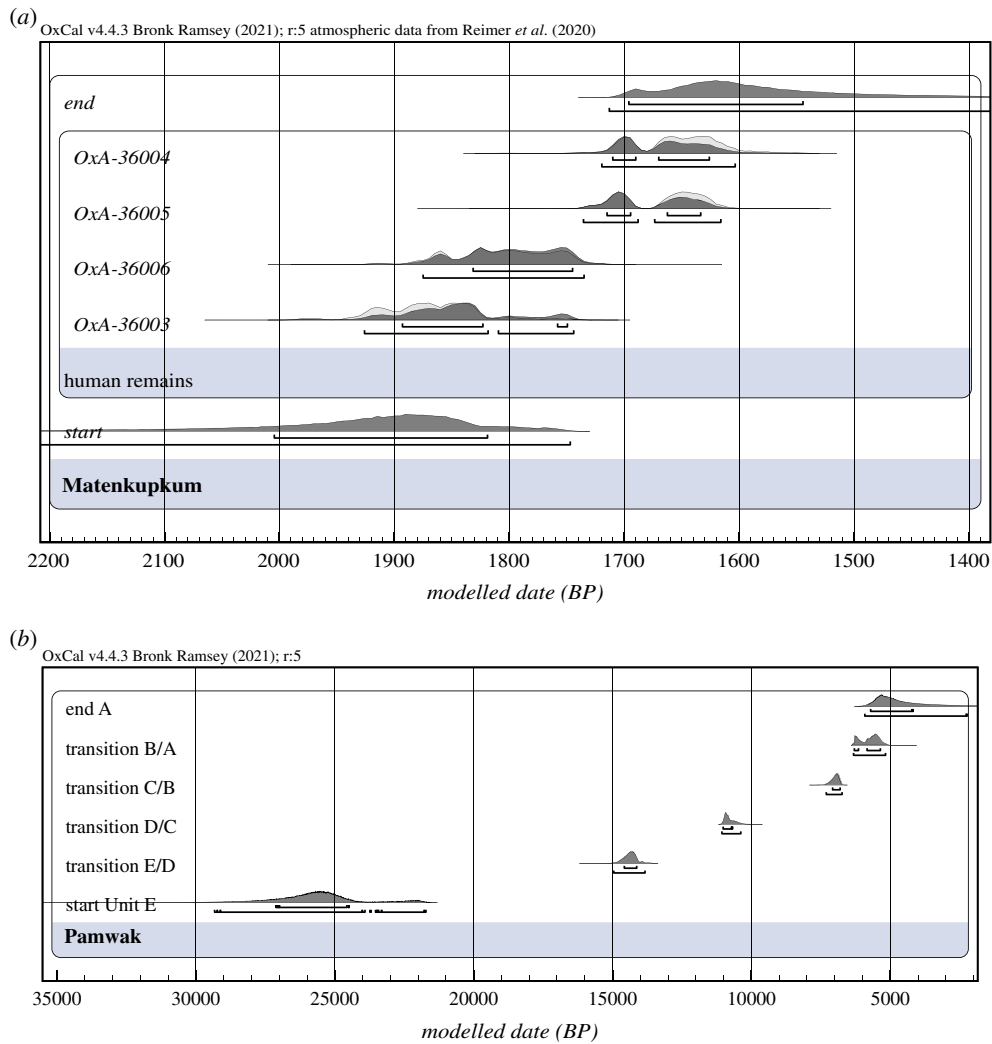 (a)
OxCal v4.4.3 Bronk Ramsey (2021); r:5 atmospheric data from Reimer et al. (2020)
end
OxA-36004
OxA-36005
OxA-36006
OxA-36003
human remains
start
Matenkupkum
2200 2100 2000 1900 1800 1700 1600 1500 1400
modelled date (BP)
(b)
OxCal v4.4.3 Bronk Ramsey (2021); r:5
end A
transition B/A
transition C/B
transition D/C
transition E/D
start Unit E
Pamwak
35000 30000 25000 20000 15000 10000 5000
modelled date (BP)